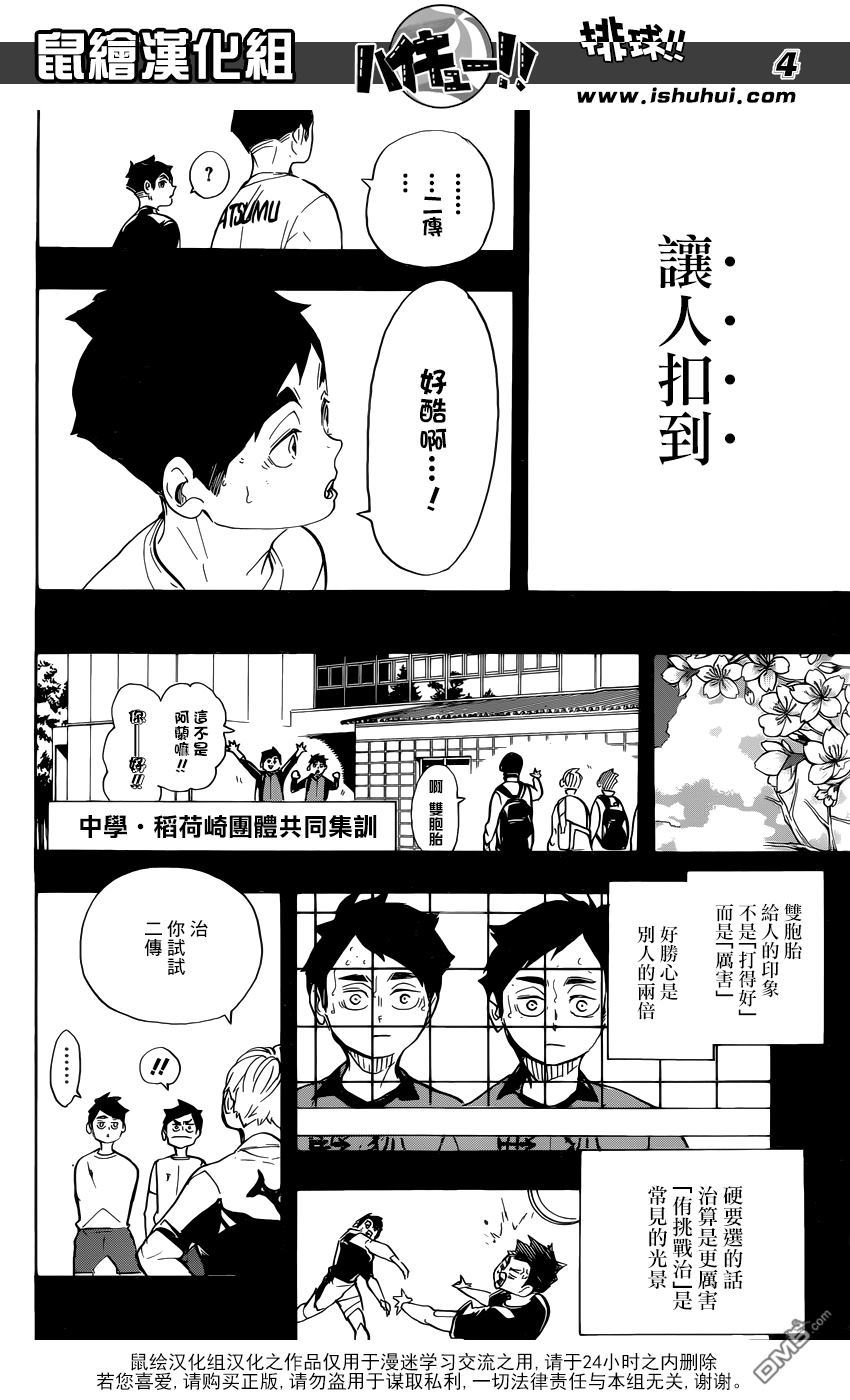 鼠繪漢化組
ハイキュー!!
排球!!
4
www.ishuhui.com
讓人扣到
……
……二傳
?
ATSUMU
好酷啊……!
啊 雙胞胎
這不是
阿蘭嘛!!
你——好!!
中學·稻荷崎團體共同集訓
雙胞胎
給人的印象
不是「打得好」
而是「厲害」
好勝心是
別人的兩倍
治
你試試
二傳
!!
……
硬要選的話
治算是更厲害
「侑挑戰治」是
常見的光景
鼠绘汉化组汉化之作品仅用于漫迷学习交流之用, 请于24小时之内删除
若您喜爱, 请购买正版, 请勿盗用于谋取私利, 一切法律责任与本组无关, 谢谢。
漫画DMB.com